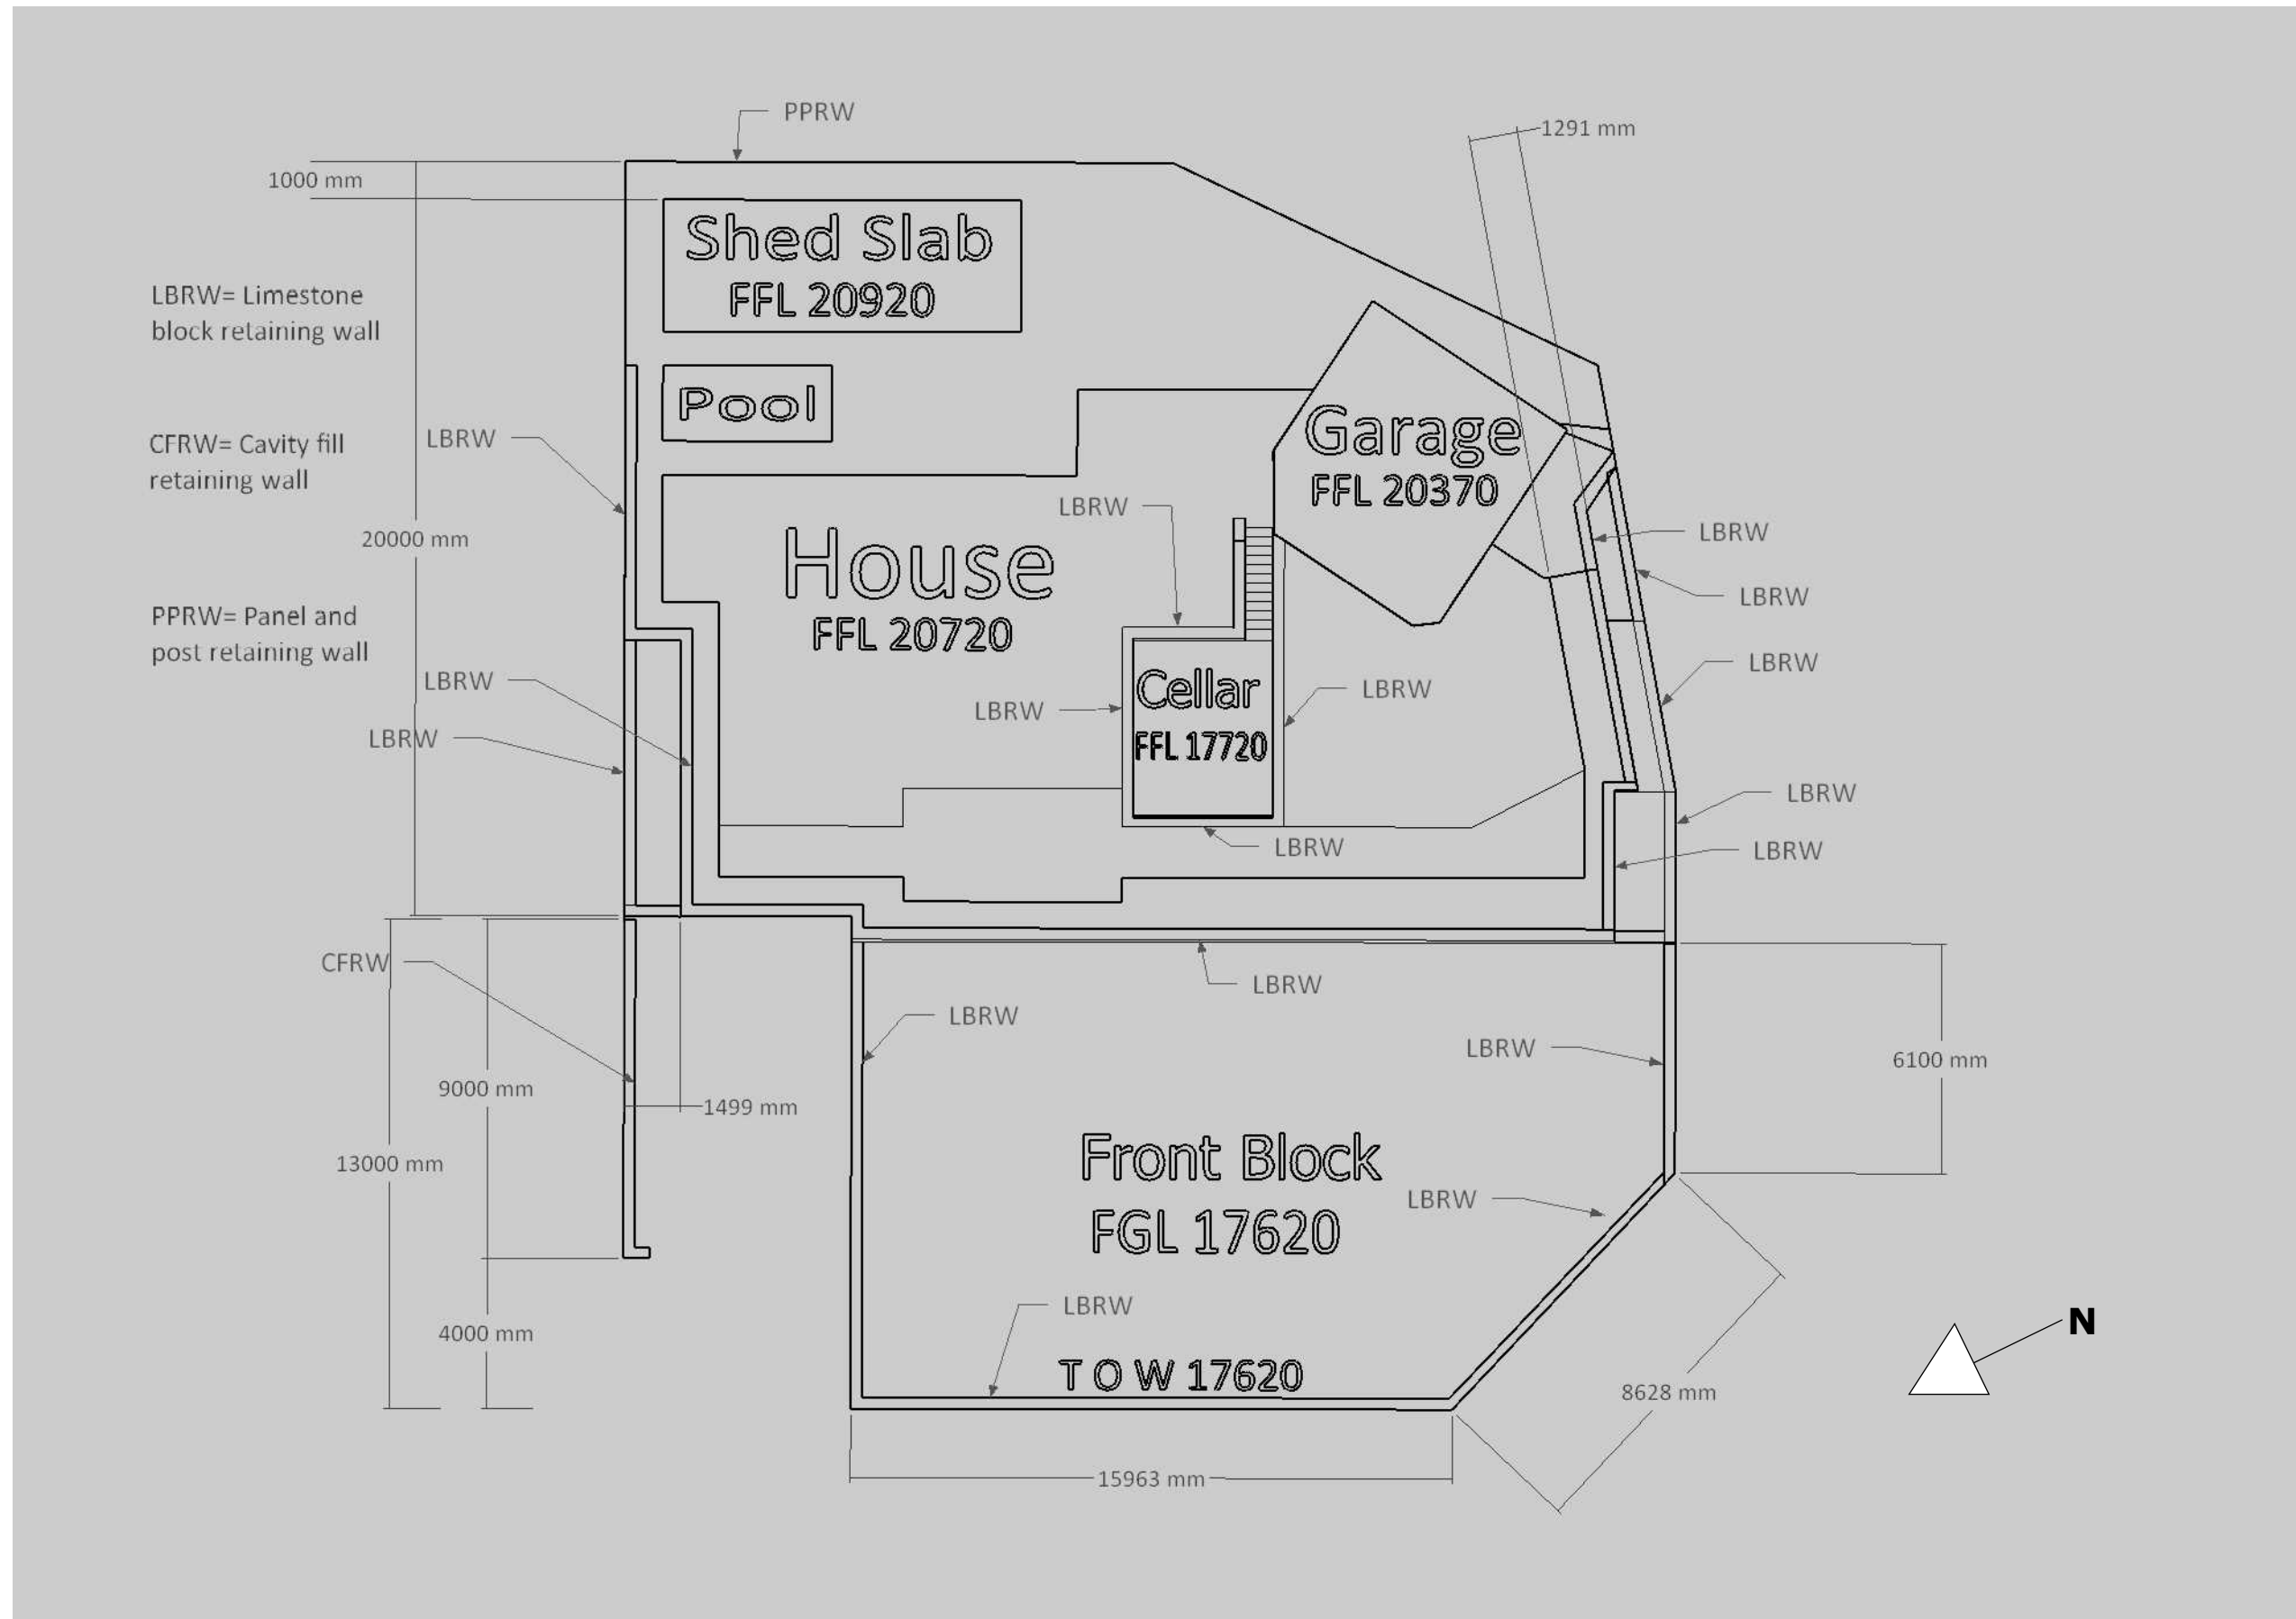 PPRW
1291 mm
1000 mm
Shed Slab
FFL 20920
LBRW= Limestone
block retaining wall
Pool
CFRW= Cavity fill
retaining wall
LBRW
Garage
FFL 20370
LBRW
20000 mm
LBRW
House
FFL 20720
LBRW
PPRW= Panel and
post retaining wall
LBRW
LBRW
LBRW
LBRW
Cellar
FFL 17720
LBRW
LBRW
LBRW
LBRW
LBRW
CFRW
LBRW
LBRW
LBRW
6100 mm
9000 mm
1499 mm
13000 mm
Front Block
FGL 17620
LBRW
LBRW
N
4000 mm
T O W 17620
8628 mm
15963 mm